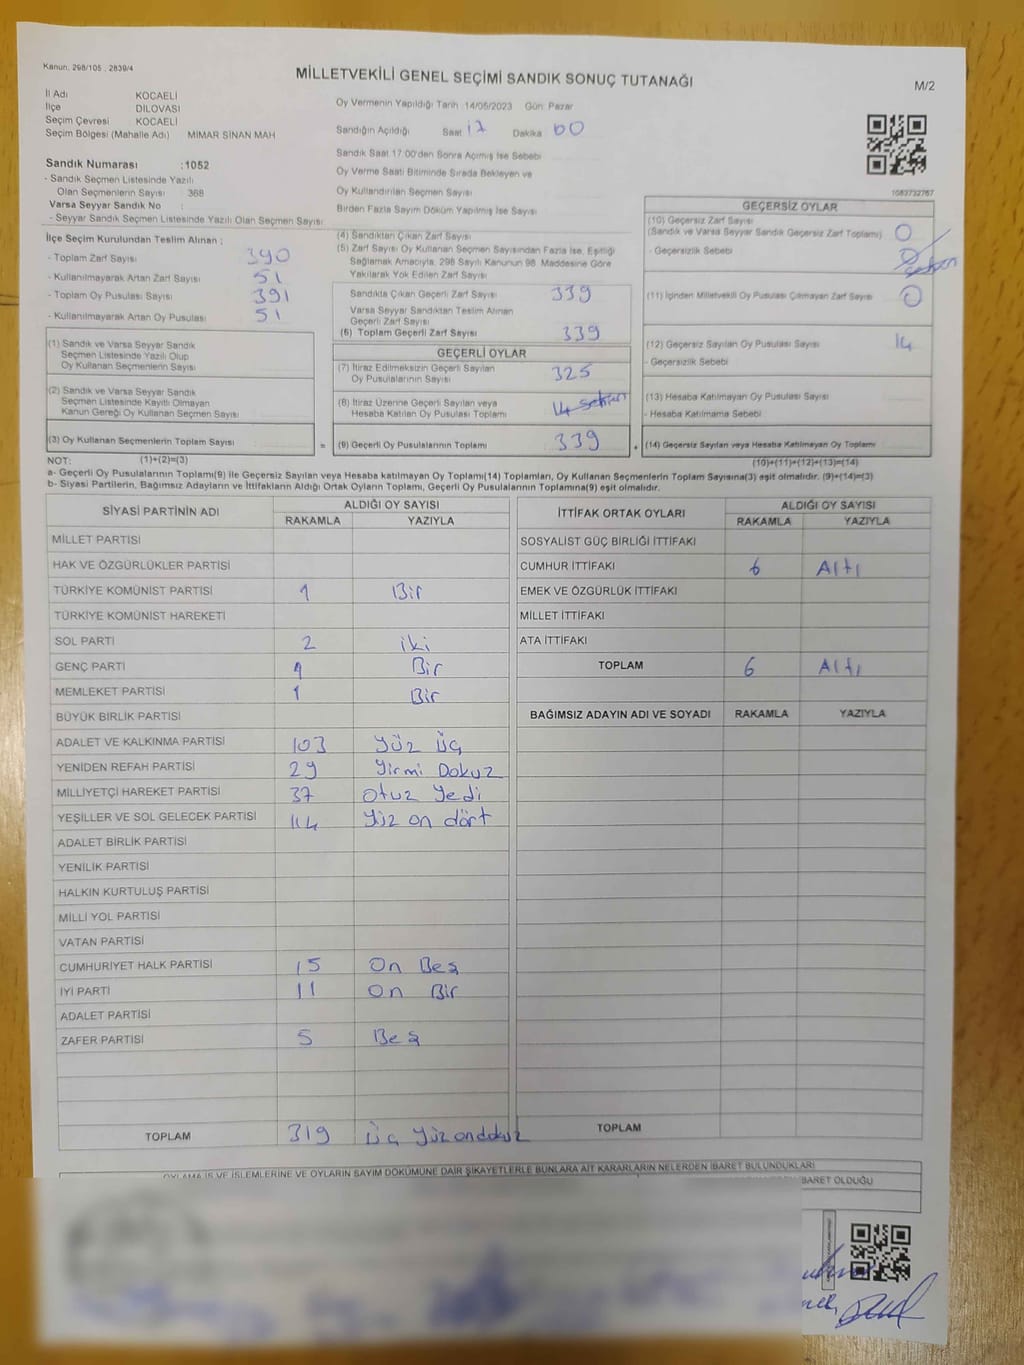 Kanun, 298/105 , 2839/4
MİLLETVEKİLİ GENEL SEÇİMİ SANDIK SONUÇ TUTANAĞI
M/2
İl Adı KOCAELİ
İlçe DİLOVASI
Seçim Çevresi KOCAELİ
Seçim Bölgesi (Mahalle Adı) MİMAR SİNAN MAH
Sandık Numarası :1052
- Sandık Seçmen Listesinde Yazılı
Olan Seçmenlerin Sayısı 368
Varsa Seyyar Sandık No :
- Seyyar Sandık Seçmen Listesinde Yazılı Olan Seçmen Sayısı
İlçe Seçim Kurulundan Teslim Alınan ;
- Toplam Zarf Sayısı 390
- Kullanılmayarak Artan Zarf Sayısı 51
- Toplam Oy Pusulası Sayısı 391
- Kullanılmayarak Artan Oy Pusulası 51
(1) Sandık ve Varsa Seyyar Sandık
Seçmen Listesinde Yazılı Olup
Oy Kullanan Seçmenlerin Sayısı
(2) Sandık ve Varsa Seyyar Sandık
Seçmen Listesinde Kayıtlı Olmayan
Kanun Gereği Oy Kullanan Seçmen Sayısı
(3) Oy Kullanan Seçmenlerin Toplam Sayısı =
Oy Vermenin Yapıldığı Tarih :14/05/2023 Gün: Pazar
Sandığın Açıldığı Saat 17 Dakika 00
Sandık Saat 17:00'den Sonra Açılmış İse Sebebi
Oy Verme Saati Bitiminde Sırada Bekleyen ve
Oy Kullandırılan Seçmen Sayısı
Birden Fazla Sayım Döküm Yapılmış İse Sayısı
(4) Sandıktan Çıkan Zarf Sayısı
(5) Zarf Sayısı Oy Kullanan Seçmen Sayısından Fazla İse, Eşitliği
Sağlamak Amacıyla, 298 Sayılı Kanunun 98. Maddesine Göre
Yakılarak Yok Edilen Zarf Sayısı
Sandıkta Çıkan Geçerli Zarf Sayısı 339
Varsa Seyyar Sandıktan Teslim Alınan
Geçerli Zarf Sayısı
(6) Toplam Geçerli Zarf Sayısı 339
GEÇERLİ OYLAR
(7) İtiraz Edilmeksizin Geçerli Sayılan
Oy Pusulalarının Sayısı 325
(8) İtiraz Üzerine Geçerli Sayılan veya
Hesaba Katılan Oy Pusulası Toplamı 14
(9) Geçerli Oy Pusulalarının Toplamı 339 +
1083732767
GEÇERSİZ OYLAR
(10) Geçersiz Zarf Sayısı
(Sandık ve Varsa Seyyar Sandık Geçersiz Zarf Toplamı) 0
- Geçersizlik Sebebi
(11) İçinden Milletvekili Oy Pusulası Çıkmayan Zarf Sayısı 0
(12) Geçersiz Sayılan Oy Pusulası Sayısı 14
- Geçersizlik Sebebi
(13) Hesaba Katılmayan Oy Pusulası Sayısı
- Hesaba Katılmama Sebebi
(14) Geçersiz Sayılan veya Hesaba Katılmayan Oy Toplamı
NOT: (1)+(2)=(3) (10)+(11)+(12)+(13)=(14)
a- Geçerli Oy Pusulalarının Toplamı(9) ile Geçersiz Sayılan veya Hesaba katılmayan Oy Toplamı(14) Toplamları, Oy Kullanan Seçmenlerin Toplam Sayısına(3) eşit olmalıdır. (9)+(14)=(3)
b- Siyasi Partilerin, Bağımsız Adayların ve İttifakların Aldığı Ortak Oyların Toplamı, Geçerli Oy Pusulalarının Toplamına(9) eşit olmalıdır.
SİYASİ PARTİNİN ADI ALDIĞI OY SAYISI
RAKAMLA YAZIYLA
MİLLET PARTİSİ
HAK VE ÖZGÜRLÜKLER PARTİSİ
TÜRKİYE KOMÜNİST PARTİSİ 1 Bir
TÜRKİYE KOMÜNİST HAREKETİ
SOL PARTİ 2 iki
GENÇ PARTİ 1 Bir
MEMLEKET PARTİSİ 1 Bir
BÜYÜK BİRLİK PARTİSİ
ADALET VE KALKINMA PARTİSİ 103 Yüz üç
YENİDEN REFAH PARTİSİ 29 Yirmi Dokuz
MİLLİYETÇİ HAREKET PARTİSİ 37 Otuz Yedi
YEŞİLLER VE SOL GELECEK PARTİSİ 114 Yüz on dört
ADALET BİRLİK PARTİSİ
YENİLİK PARTİSİ
HALKIN KURTULUŞ PARTİSİ
MİLLİ YOL PARTİSİ
VATAN PARTİSİ
CUMHURİYET HALK PARTİSİ 15 On Beş
İYİ PARTİ 11 On Bir
ADALET PARTİSİ
ZAFER PARTİSİ 5 Beş
TOPLAM 319 üç Yüz ondokuz
İTTİFAK ORTAK OYLARI ALDIĞI OY SAYISI
RAKAMLA YAZIYLA
SOSYALİST GÜÇ BİRLİĞİ İTTİFAKI
CUMHUR İTTİFAKI 6 Altı
EMEK VE ÖZGÜRLÜK İTTİFAKI
MİLLET İTTİFAKI
ATA İTTİFAKI
TOPLAM 6 Altı
BAĞIMSIZ ADAYIN ADI VE SOYADI RAKAMLA YAZIYLA
TOPLAM
OYLAMA İŞ VE İŞLEMLERİNE VE OYLARIN SAYIM DÖKÜMÜNE DAİR ŞİKAYETLERLE BUNLARA AİT KARARLARIN NELERDEN İBARET BULUNDUKLARI
BARET OLDUĞU